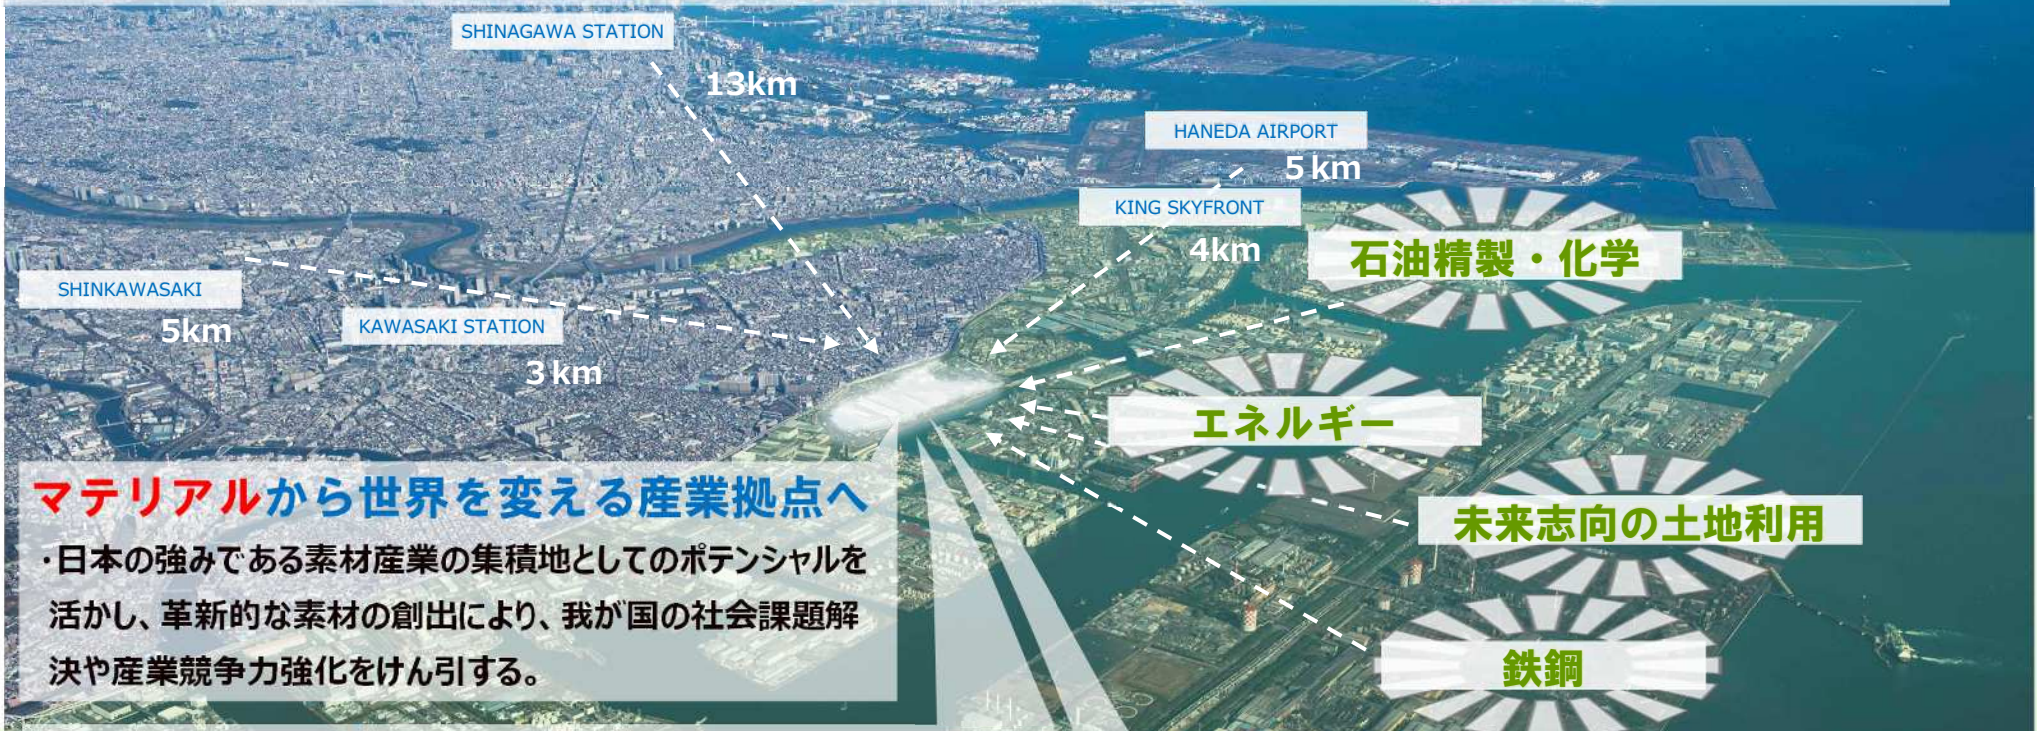 SHINAGAWA STATION
13km
HANEDA AIRPORT
5km
KING SKYFRONT
4km
石油精製・化学
SHINKAWASAKI
5km
KAWASAKI STATION
3km
エネルギー
マテリアルから世界を変える産業拠点へ
・日本の強みである素材産業の集積地としてのポテンシャルを
活かし、革新的な素材の創出により、我が国の社会課題解
決や産業競争力強化をけん引する。
未来志向の土地利用
鉄鋼